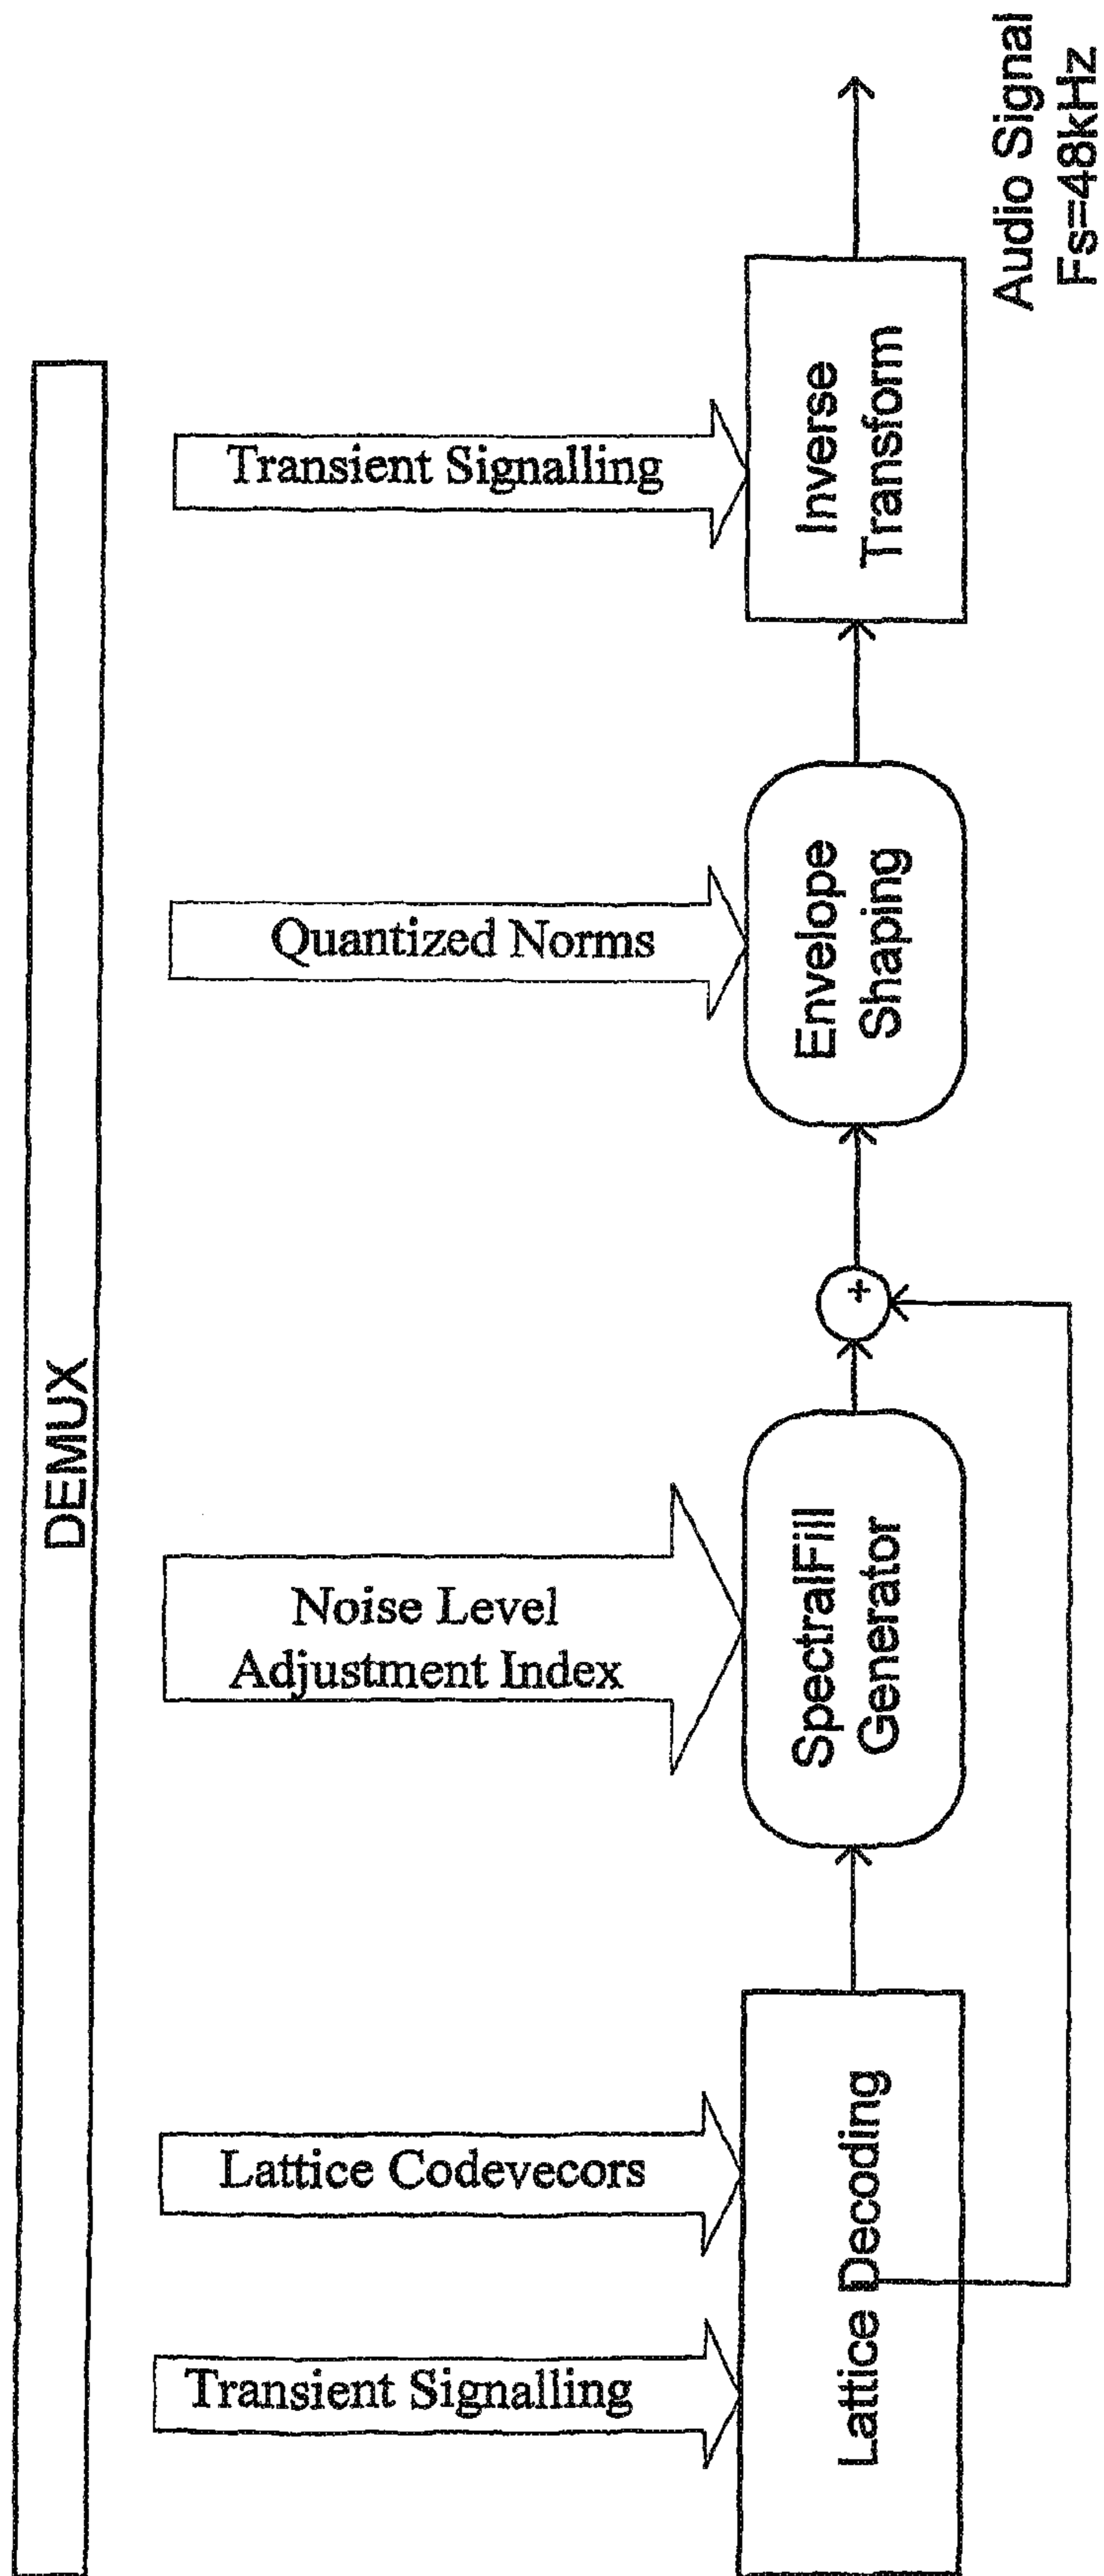 DEMUX
Transient Signalling
Lattice Codevecors
Noise Level
Adjustment Index
Quantized Norms
Transient Signalling
Lattice Decoding
SpectralFill
Generator
+
Envelope
Shaping
Inverse
Transform
Audio Signal
Fs=48kHz